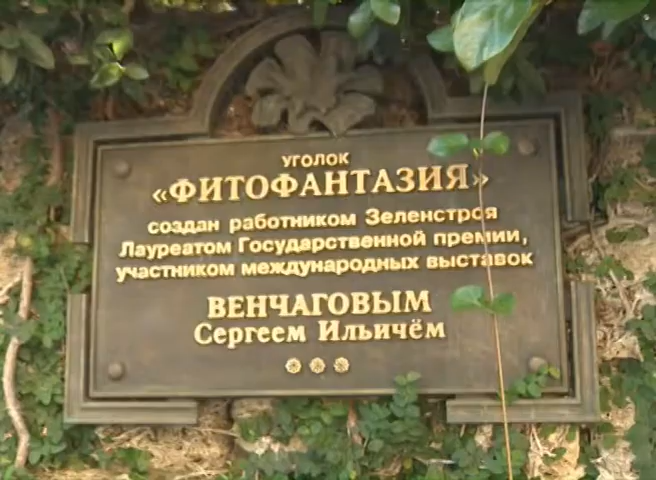 УГОЛОК
«ФИТОФАНТАЗИЯ»
создан работником Зеленстроя
Лауреатом Государственной премии,
участником международных выставок
ВЕНЧАГОВЫМ
Сергеем Ильичём